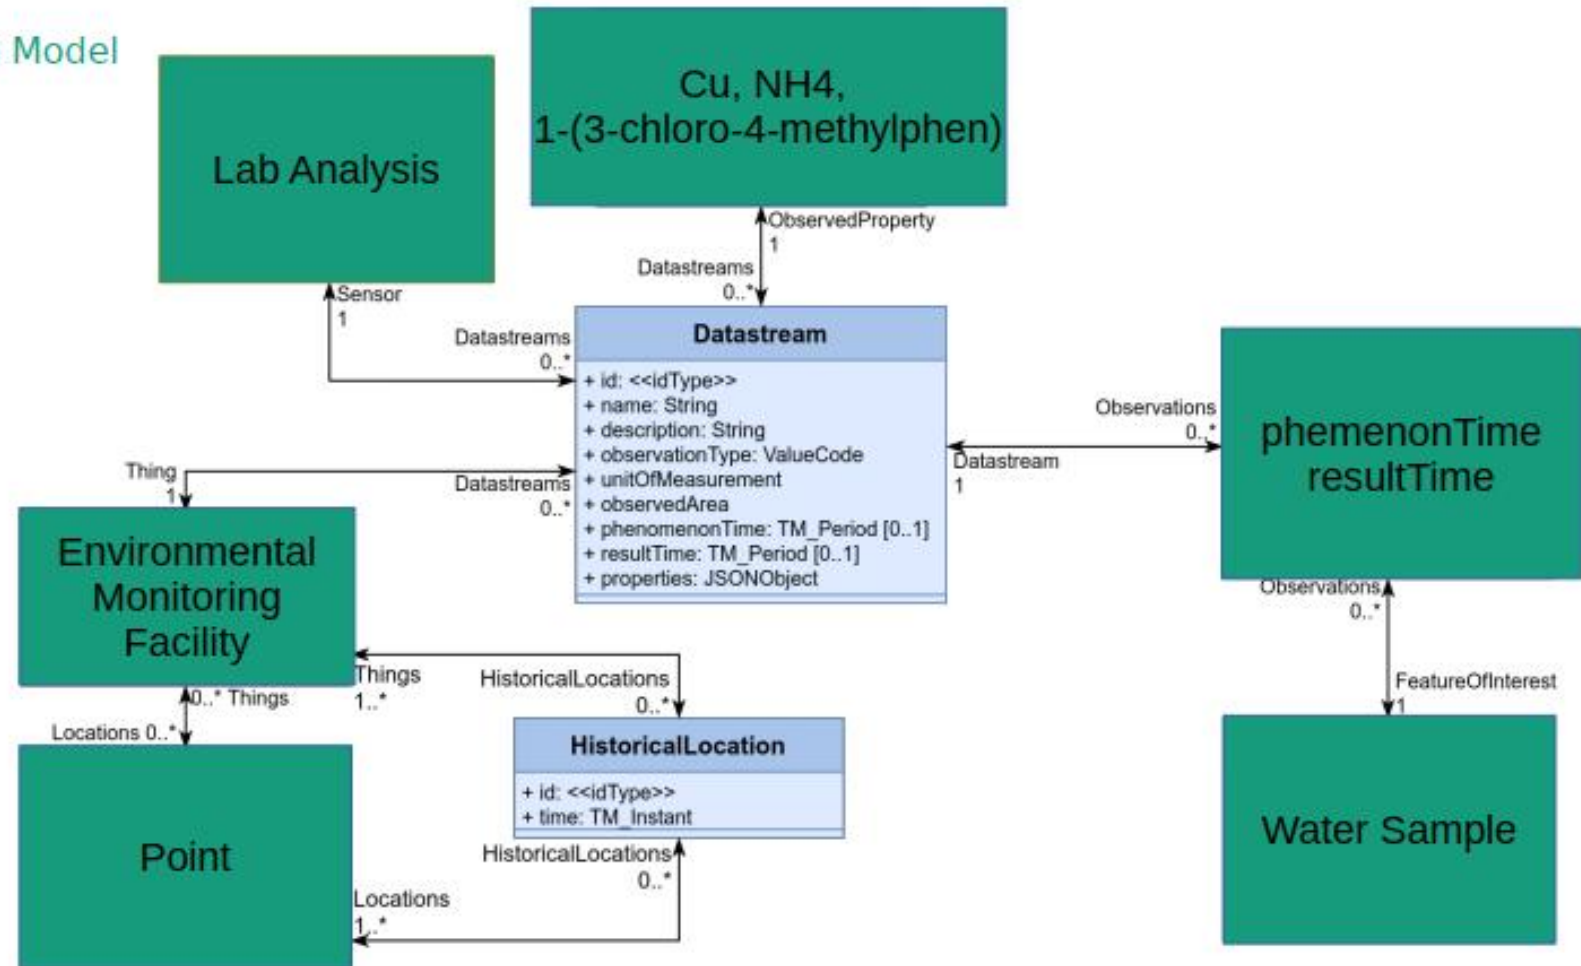 Model
Lab Analysis
Cu, NH4,
1-(3-chloro-4-methylphen)
ObservedProperty
1
Datastreams
0..*
Sensor
1
Datastreams
0..*
Datastream
+ id: <<idType>>
+ name: String
+ description: String
+ observationType: ValueCode
+ unitOfMeasurement
+ observedArea
+ phenomenonTime: TM_Period [0..1]
+ resultTime: TM_Period [0..1]
+ properties: JSONObject
Observations
0..*
Datastream
1
phemenonTime
resultTime
Thing
1
Datastreams
0..*
Environmental
Monitoring
Facility
Observations
0..*
FeatureOfInterest
1
Things
1..*
HistoricalLocations
0..*
0..* Things
Locations 0..*
HistoricalLocation
+ id: <<idType>>
+ time: TM_Instant
HistoricalLocations
0..*
Locations
1..*
Point
Water Sample